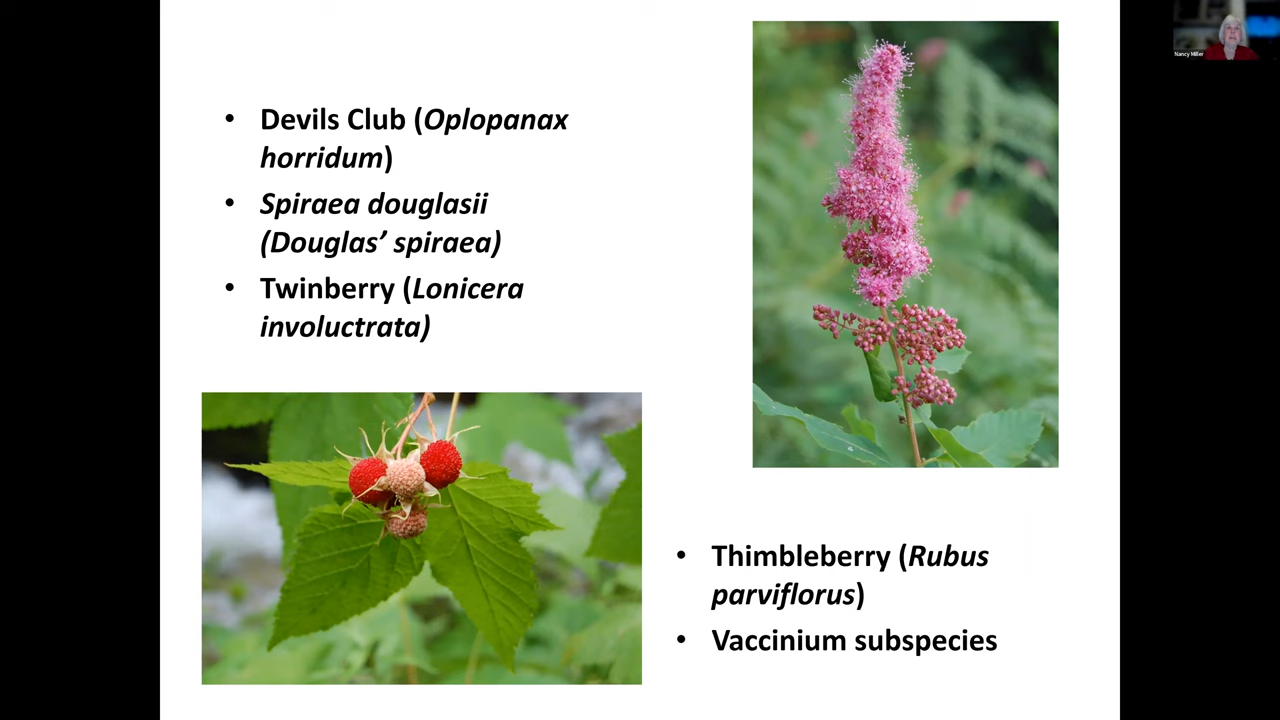 • Devils Club (Oplopanax
horridum)
• Spiraea douglasii
(Douglas’ spiraea)
• Twinberry (Lonicera
involuctrata)
• Thimbleberry (Rubus
parviflorus)
• Vaccinium subspecies
Nancy Miller